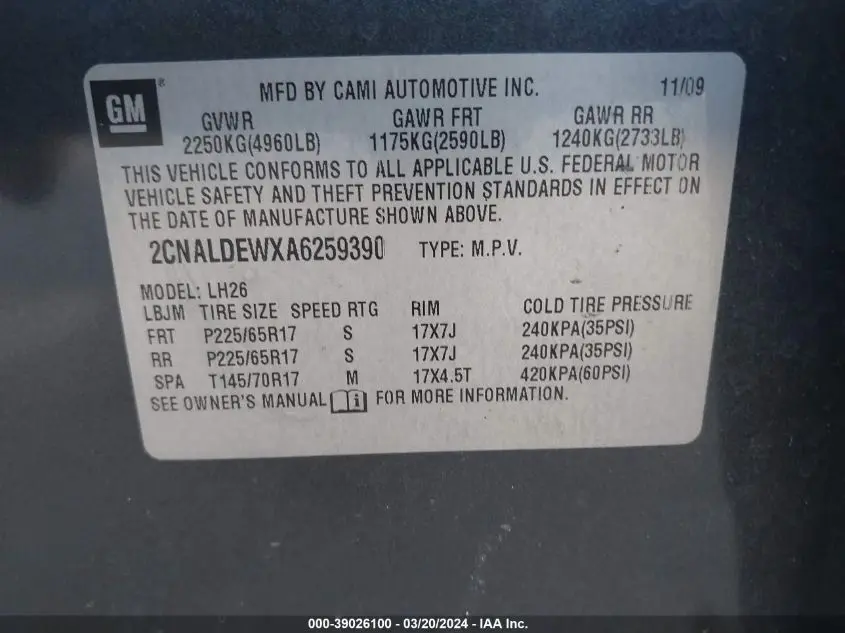 GM ®
MFD BY CAMI AUTOMOTIVE INC. 11/09
GVWR GAWR FRT GAWR RR
2250KG(4960LB) 1175KG(2590LB) 1240KG(2733LB)
THIS VEHICLE CONFORMS TO ALL APPLICABLE U.S. FEDERAL MOTOR
VEHICLE SAFETY AND THEFT PREVENTION STANDARDS IN EFFECT ON
THE DATE OF MANUFACTURE SHOWN ABOVE.
2CNALDEWXA6259390 TYPE: M.P.V.
MODEL: LH26
LBJM TIRE SIZE SPEED RTG RIM COLD TIRE PRESSURE
FRT P225/65R17 S 17X7J 240KPA(35PSI)
RR P225/65R17 S 17X7J 240KPA(35PSI)
SPA T145/70R17 M 17X4.5T 420KPA(60PSI)
SEE OWNER'S MANUAL i FOR MORE INFORMATION.
000-39026100 - 03/20/2024 - IAA Inc.